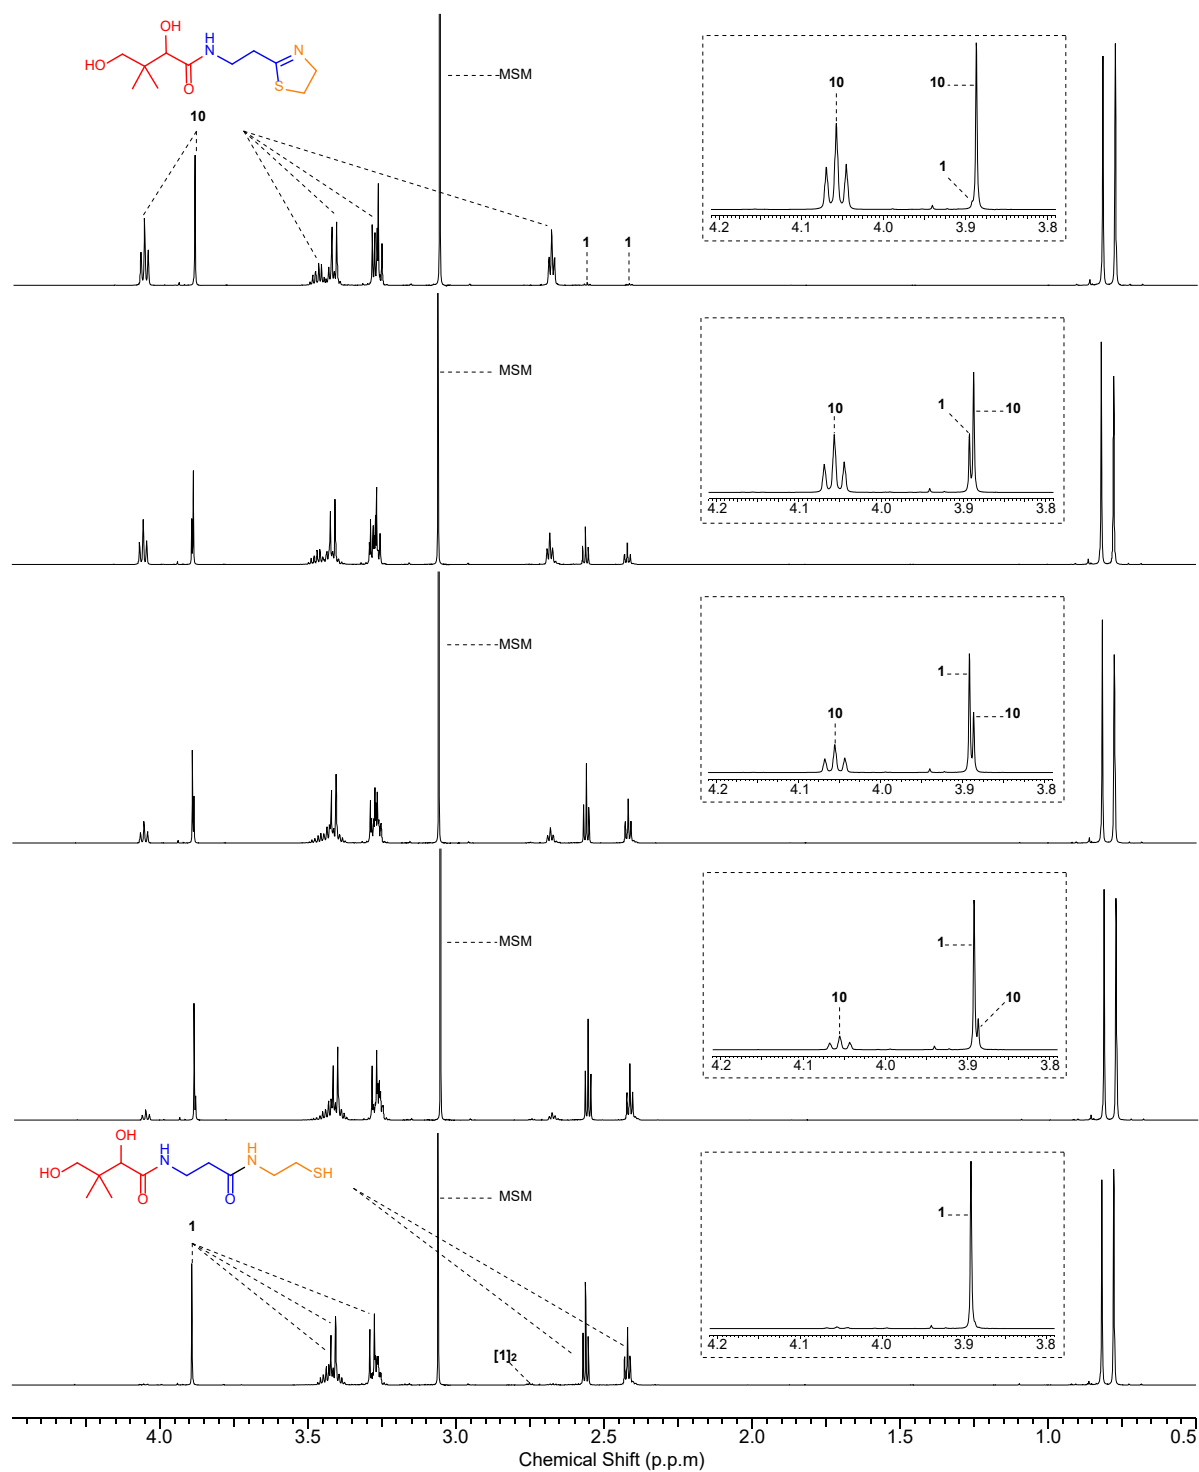 OH
HO
H
N
O
N
S
10
MSM
10
10
1
4.2 4.1 4.0 3.9 3.8
1 1
MSM
10
1
10
4.2 4.1 4.0 3.9 3.8
MSM
1
10
10
4.2 4.1 4.0 3.9 3.8
MSM
1
10
10
4.2 4.1 4.0 3.9 3.8
OH
HO
H
N
O
O
H
N
SH
MSM
1
1
[1]2
4.2 4.1 4.0 3.9 3.8
4.0 3.5 3.0 2.5 2.0 1.5 1.0 0.5
Chemical Shift (p.p.m)